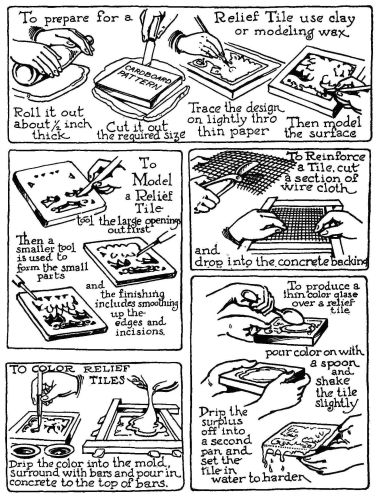 To prepare for a Relief Tile use clay
or modeling wax
CARDBOARD
PATTERN
Roll it out
about ½ inch
thick
Cut it out
the required size
Trace the design
on lightly thro
thin paper
Then model
the surface
To
Model
a Relief
Tile
tool the large openings
out first
Then a
smaller tool
is used to
form the small
parts
and
the finishing
includes smoothing
up the
edges and
incisions.
To Reinforce
a Tile, cut
a section of
wire cloth
and
drop into the concrete backing
TO COLOR RELIEF
TILES
Drip the color into the mold,
surround with bars and pour in
concrete to the top of bars.
To produce a
thin color glase
over a relief
tile
pour color on with
a spoon
and
shake
the tile
slightly
Drip the
surplus
off into
a second
pan and
set the
tile in
water to harden